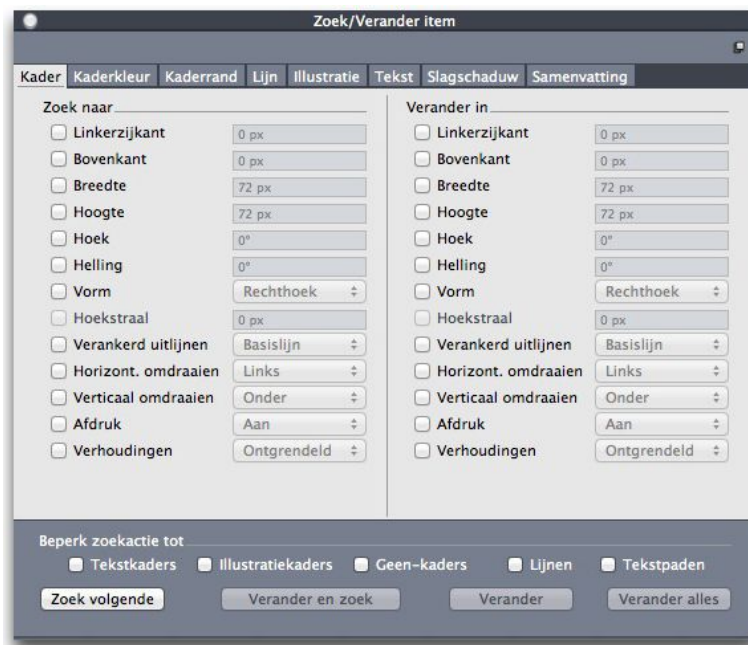 Zoek/Verander item
Kader Kaderkleur Kaderrand Lijn Illustratie Tekst Slagschaduw Samenvatting
Zoek naar
Linkerzijkant 0 px
Bovenkant 0 px
Breedte 72 px
Hoogte 72 px
Hoek 0°
Helling 0°
Vorm Rechthoek
Hoekstraal 0 px
Verankerd uitlijnen Basislijn
Horizont. omdraaien Links
Verticaal omdraaien Onder
Afdruk Aan
Verhoudingen Ontgrendeld
Verander in
Linkerzijkant 0 px
Bovenkant 0 px
Breedte 72 px
Hoogte 72 px
Hoek 0°
Helling 0°
Vorm Rechthoek
Hoekstraal 0 px
Verankerd uitlijnen Basislijn
Horizont. omdraaien Links
Verticaal omdraaien Onder
Afdruk Aan
Verhoudingen Ontgrendeld
Beperk zoekactie tot
Tekstkaders Illustratiekaders Geen-kaders Lijnen Tekstpaden
Zoek volgende Verander en zoek Verander Verander alles